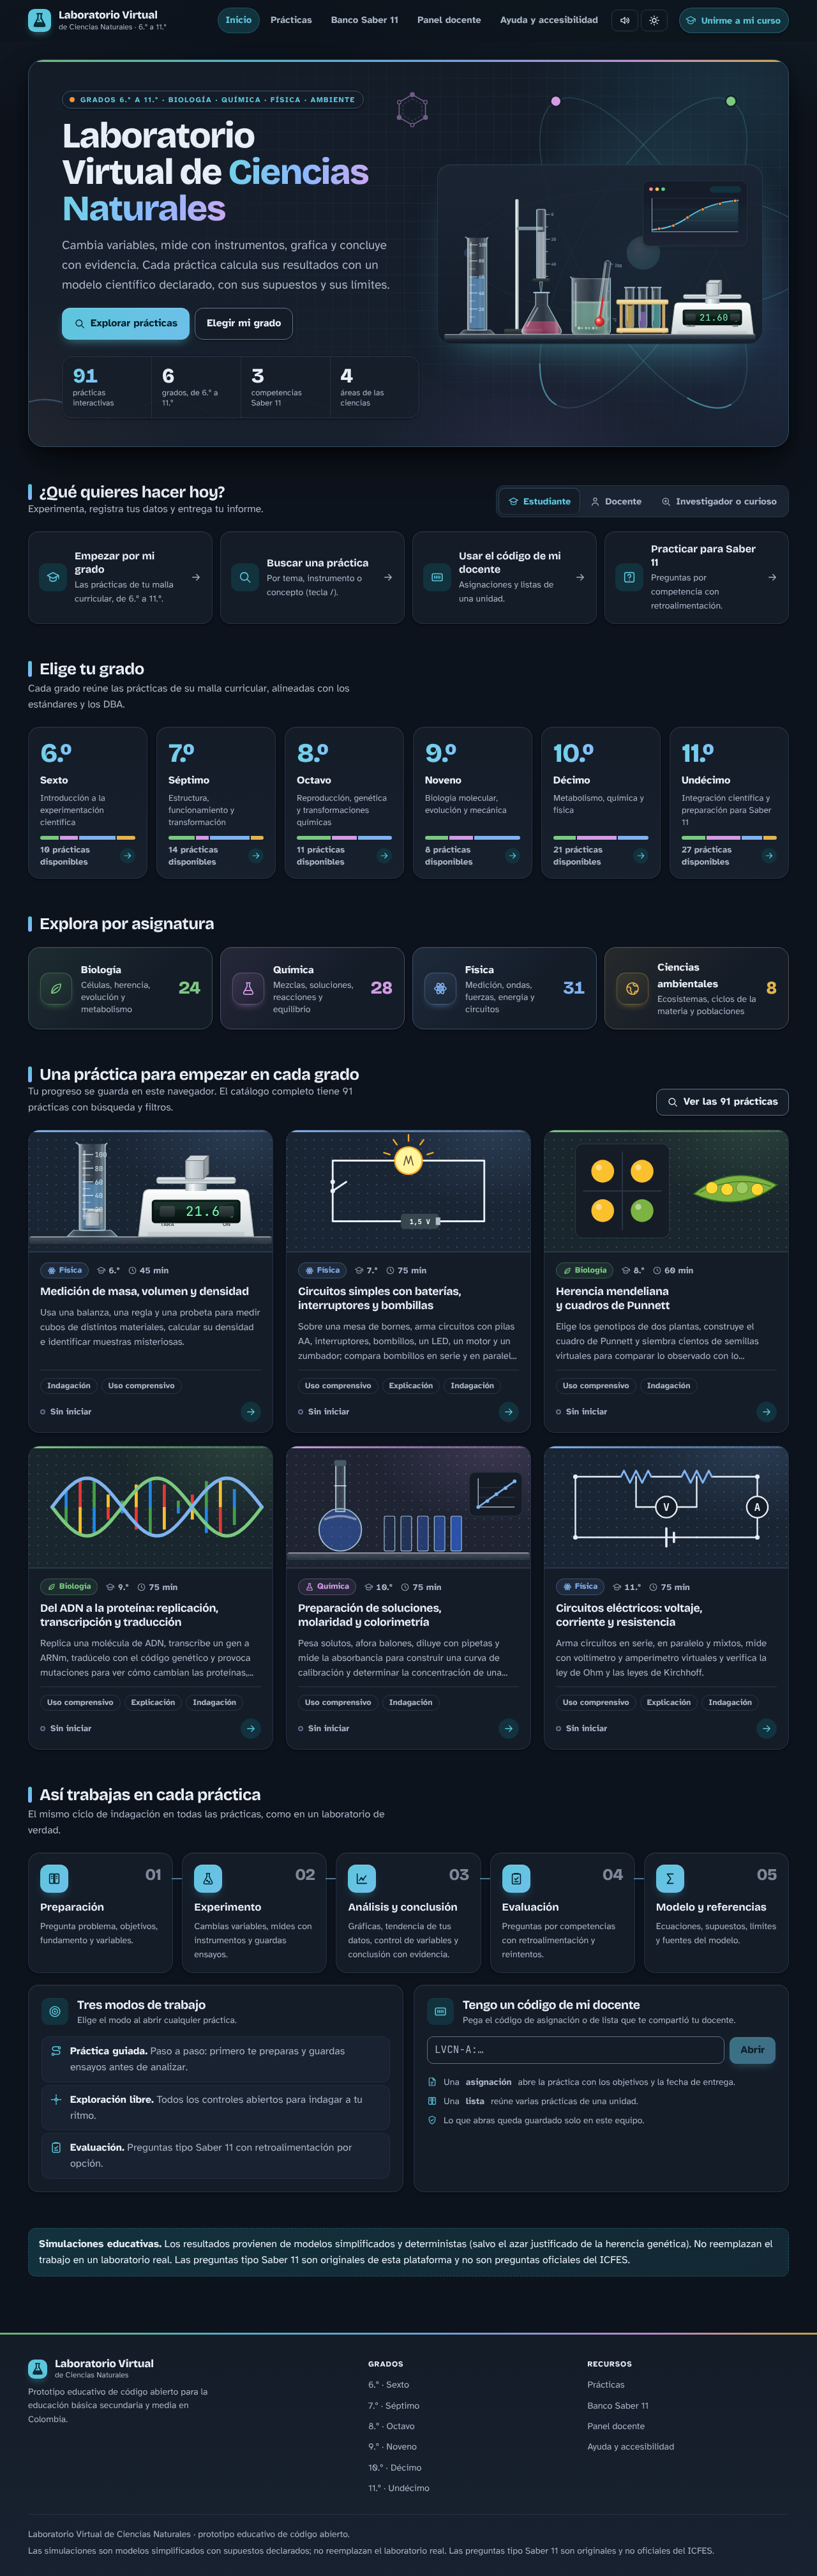 Laboratorio Virtual
de Ciencias Naturales · 6.° a 11.°
Inicio
Prácticas
Banco Saber 11
Panel docente
Ayuda y accesibilidad
Unirme a mi curso
GRADOS 6.° A 11.° · BIOLOGÍA · QUÍMICA · FÍSICA · AMBIENTE
Laboratorio
Virtual de Ciencias
Naturales
Cambia variables, mide con instrumentos, grafica y concluye
con evidencia. Cada práctica calcula sus resultados con un
modelo científico declarado, con sus supuestos y sus límites.
Explorar prácticas
Elegir mi grado
91
prácticas
interactivas
6
grados, de 6.° a
11.°
3
competencias
Saber 11
4
áreas de las
ciencias
21.60
¿Qué quieres hacer hoy?
Experimenta, registra tus datos y entrega tu informe.
Estudiante
Docente
Investigador o curioso
Empezar por mi
grado
Las prácticas de tu malla
curricular, de 6.° a 11.°.
Buscar una práctica
Por tema, instrumento o
concepto (tecla /).
Usar el código de mi
docente
Asignaciones y listas de
una unidad.
Practicar para Saber
11
Preguntas por
competencia con
retroalimentación.
Elige tu grado
Cada grado reúne las prácticas de su malla curricular, alineadas con los
estándares y los DBA.
6.º
Sexto
Introducción a la
experimentación
científica
10 prácticas
disponibles
7.º
Séptimo
Estructura,
funcionamiento y
transformación
14 prácticas
disponibles
8.º
Octavo
Reproducción, genética
y transformaciones
químicas
11 prácticas
disponibles
9.º
Noveno
Biología molecular,
evolución y mecánica
8 prácticas
disponibles
10.º
Décimo
Metabolismo, química y
física
21 prácticas
disponibles
11.º
Undécimo
Integración científica y
preparación para Saber
11
27 prácticas
disponibles
Explora por asignatura
Biología
Células, herencia,
evolución y
metabolismo
24
Química
Mezclas, soluciones,
reacciones y
equilibrio
28
Física
Medición, ondas,
fuerzas, energía y
circuitos
31
Ciencias
ambientales
Ecosistemas, ciclos de la
materia y poblaciones
8
Una práctica para empezar en cada grado
Tu progreso se guarda en este navegador. El catálogo completo tiene 91
prácticas con búsqueda y filtros.
Ver las 91 prácticas
100
80
60
40
21.6
Física
6.°
45 min
Medición de masa, volumen y densidad
Usa una balanza, una regla y una probeta para medir
cubos de distintos materiales, calcular su densidad
e identificar muestras misteriosas.
Indagación
Uso comprensivo
Sin iniciar
1,5 V
Física
7.°
75 min
Circuitos simples con baterías,
interruptores y bombillas
Sobre una mesa de bornes, arma circuitos con pilas
AA, interruptores, bombillos, un LED, un motor y un
zumbador; compara bombillos en serie y en paralel...
Uso comprensivo
Explicación
Indagación
Sin iniciar
Biología
8.°
60 min
Herencia mendeliana
y cuadros de Punnett
Elige los genotipos de dos plantas, construye el
cuadro de Punnett y siembra cientos de semillas
virtuales para comparar lo observado con lo...
Uso comprensivo
Indagación
Sin iniciar
Biología
9.°
75 min
Del ADN a la proteína: replicación,
transcripción y traducción
Replica una molécula de ADN, transcribe un gen a
ARNm, tradúcelo con el código genético y provoca
mutaciones para ver cómo cambian las proteínas,...
Uso comprensivo
Explicación
Indagación
Sin iniciar
Química
10.°
75 min
Preparación de soluciones,
molaridad y colorimetría
Pesa solutos, afora balones, diluye con pipetas y
mide la absorbancia para construir una curva de
calibración y determinar la concentración de una...
Uso comprensivo
Indagación
Sin iniciar
V
A
Física
11.°
75 min
Circuitos eléctricos: voltaje,
corriente y resistencia
Arma circuitos en serie, en paralelo y mixtos, mide
con voltímetro y amperímetro virtuales y verifica la
ley de Ohm y las leyes de Kirchhoff.
Uso comprensivo
Explicación
Indagación
Sin iniciar
Así trabajas en cada práctica
El mismo ciclo de indagación en todas las prácticas, como en un laboratorio de
verdad.
01
Preparación
Pregunta problema, objetivos,
fundamento y variables.
02
Experimento
Cambias variables, mides con
instrumentos y guardas
ensayos.
03
Análisis y conclusión
Gráficas, tendencia de tus
datos, control de variables y
conclusión con evidencia.
04
Evaluación
Preguntas por competencias
con retroalimentación y
reintentos.
05
Modelo y referencias
Ecuaciones, supuestos, límites
y fuentes del modelo.
Tres modos de trabajo
Elige el modo al abrir cualquier práctica.
Práctica guiada. Paso a paso: primero te preparas y guardas
ensayos antes de analizar.
Exploración libre. Todos los controles abiertos para indagar a tu
ritmo.
Evaluación. Preguntas tipo Saber 11 con retroalimentación por
opción.
Tengo un código de mi docente
Pega el código de asignación o de lista que te compartió tu docente.
LVCN-A:…
Abrir
Una asignación abre la práctica con los objetivos y la fecha de entrega.
Una lista reúne varias prácticas de una unidad.
Lo que abras queda guardado solo en este equipo.
Simulaciones educativas. Los resultados provienen de modelos simplificados y deterministas (salvo el azar justificado de la herencia genética). No reemplazan el
trabajo en un laboratorio real. Las preguntas tipo Saber 11 son originales de esta plataforma y no son preguntas oficiales del ICFES.
Laboratorio Virtual
de Ciencias Naturales
Prototipo educativo de código abierto para la
educación básica secundaria y media en
Colombia.
GRADOS
6.° · Sexto
7.° · Séptimo
8.° · Octavo
9.° · Noveno
10.° · Décimo
11.° · Undécimo
RECURSOS
Prácticas
Banco Saber 11
Panel docente
Ayuda y accesibilidad
Laboratorio Virtual de Ciencias Naturales · prototipo educativo de código abierto.
Las simulaciones son modelos simplificados con supuestos declarados; no reemplazan el laboratorio real. Las preguntas tipo Saber 11 son originales y no oficiales del ICFES.